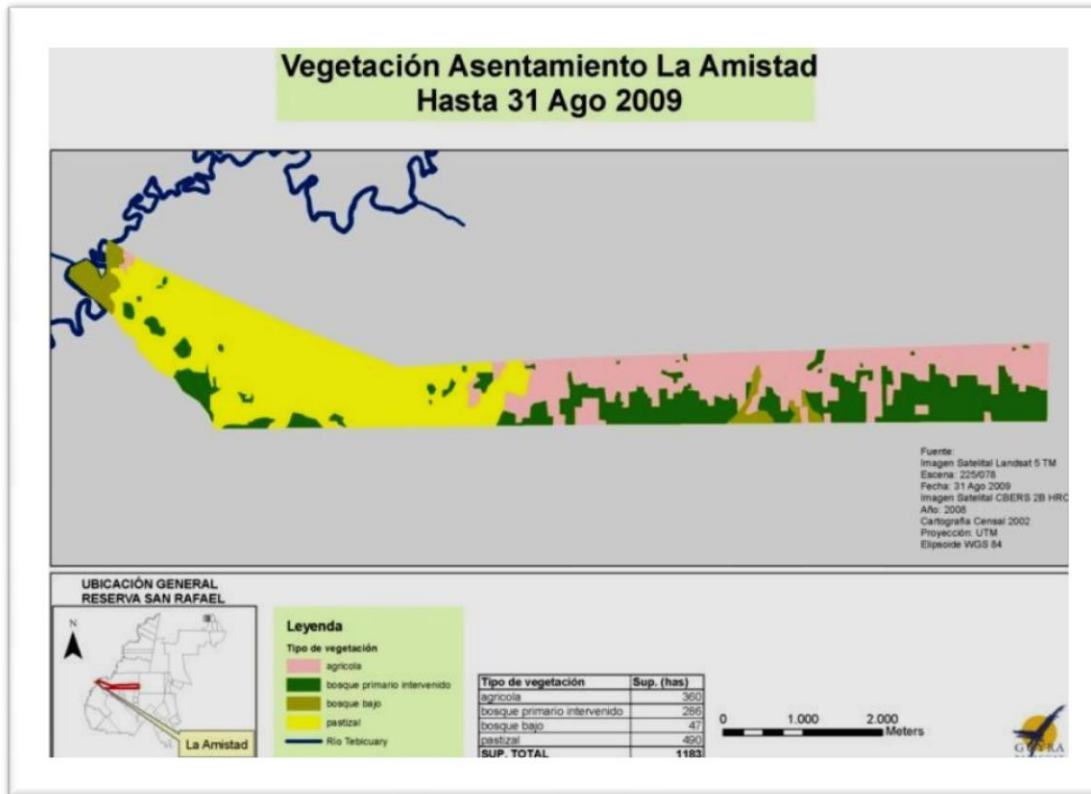 Vegetación Asentamiento La Amistad
Hasta 31 Ago 2009
Fuente:
Imagen Satelital Landsat 5 TM
Escena: 225/078
Fecha: 31 Ago 2009
Imagen Satelital CBERS 2B HRC
Año: 2008
Cartografía Censal 2002
Proyección: UTM
Elipsoide WGS 84
UBICACIÓN GENERAL
RESERVA SAN RAFAEL
N
La Amistad
Leyenda
Tipo de vegetación
agrícola
bosque primario intervenido
bosque bajo
pastizal
Río Tebicuary
Tipo de vegetación Sup. (has)
agrícola 360
bosque primario intervenido 286
bosque bajo 47
pastizal 490
SUP. TOTAL 1183
0 1.000 2.000
Meters
GUYRA